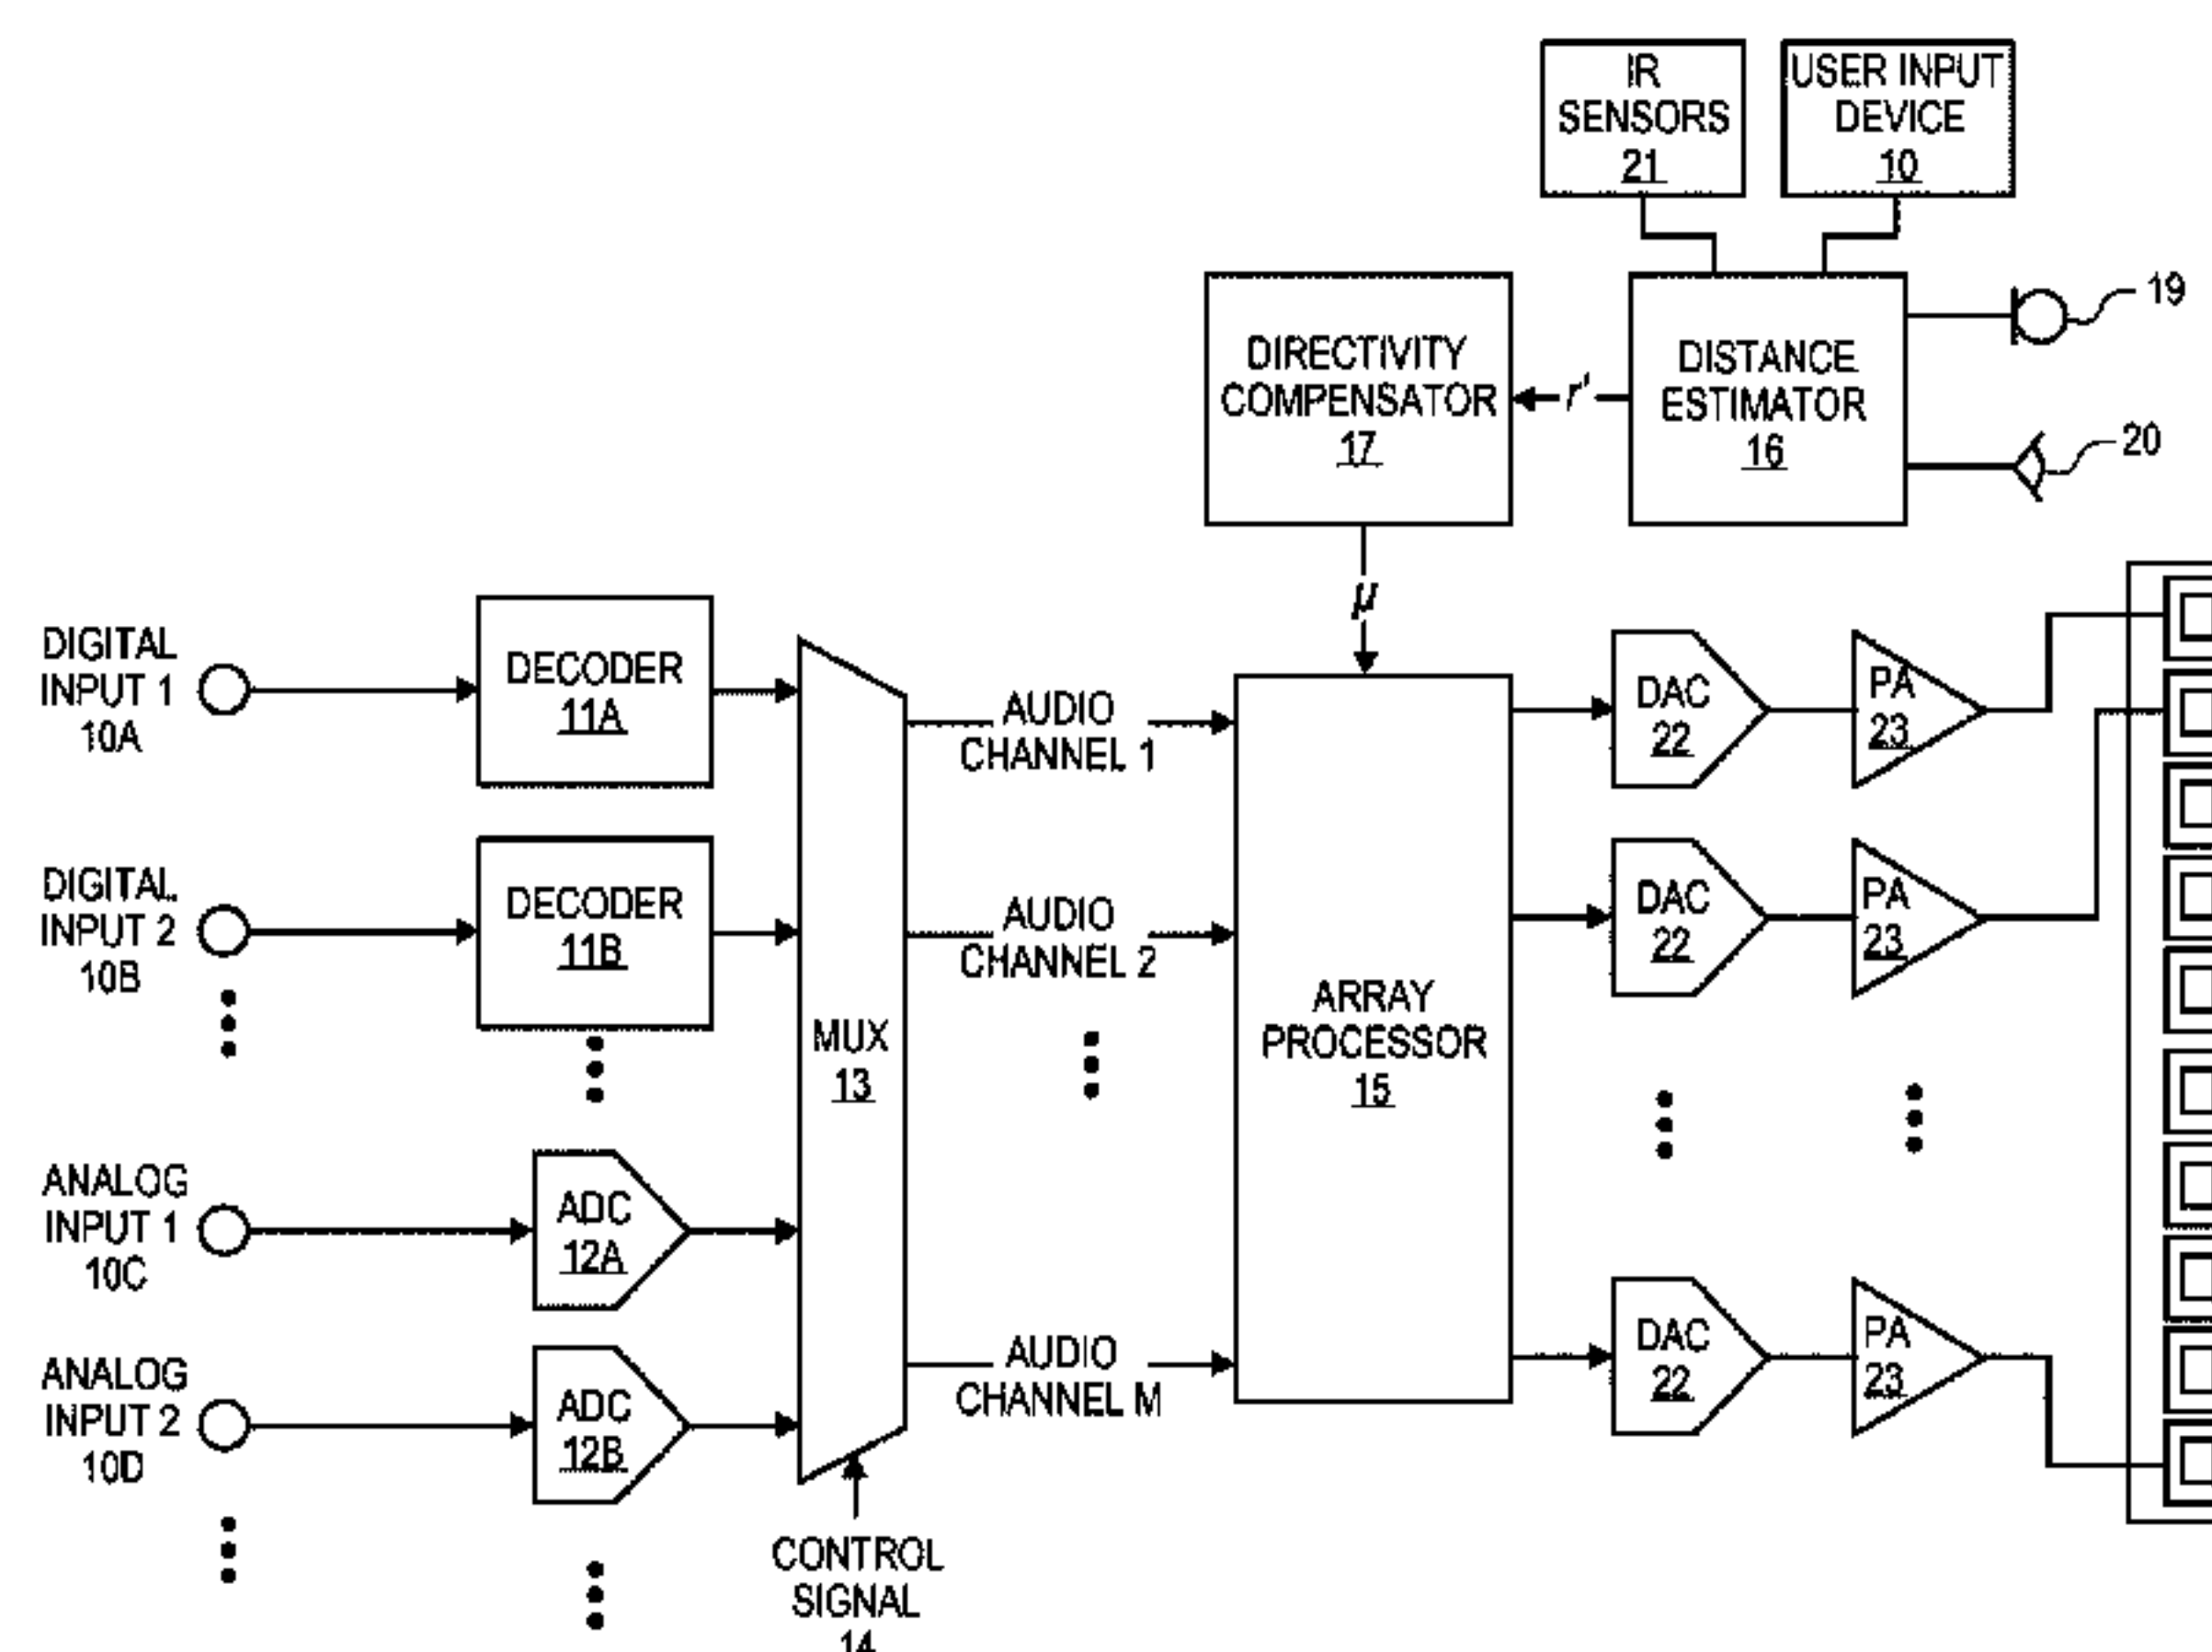 IR
SENSORS
21
USER INPUT
DEVICE
10
DIRECTIVITY
COMPENSATOR
17
r'
DISTANCE
ESTIMATOR
16
19
20
μ
DIGITAL
INPUT 1
10A
DECODER
11A
AUDIO
CHANNEL 1
DAC
22
PA
23
DIGITAL
INPUT 2
10B
DECODER
11B
AUDIO
CHANNEL 2
DAC
22
PA
23
MUX
13
ARRAY
PROCESSOR
15
ANALOG
INPUT 1
10C
ADC
12A
ANALOG
INPUT 2
10D
ADC
12B
AUDIO
CHANNEL M
DAC
22
PA
23
CONTROL
SIGNAL
14